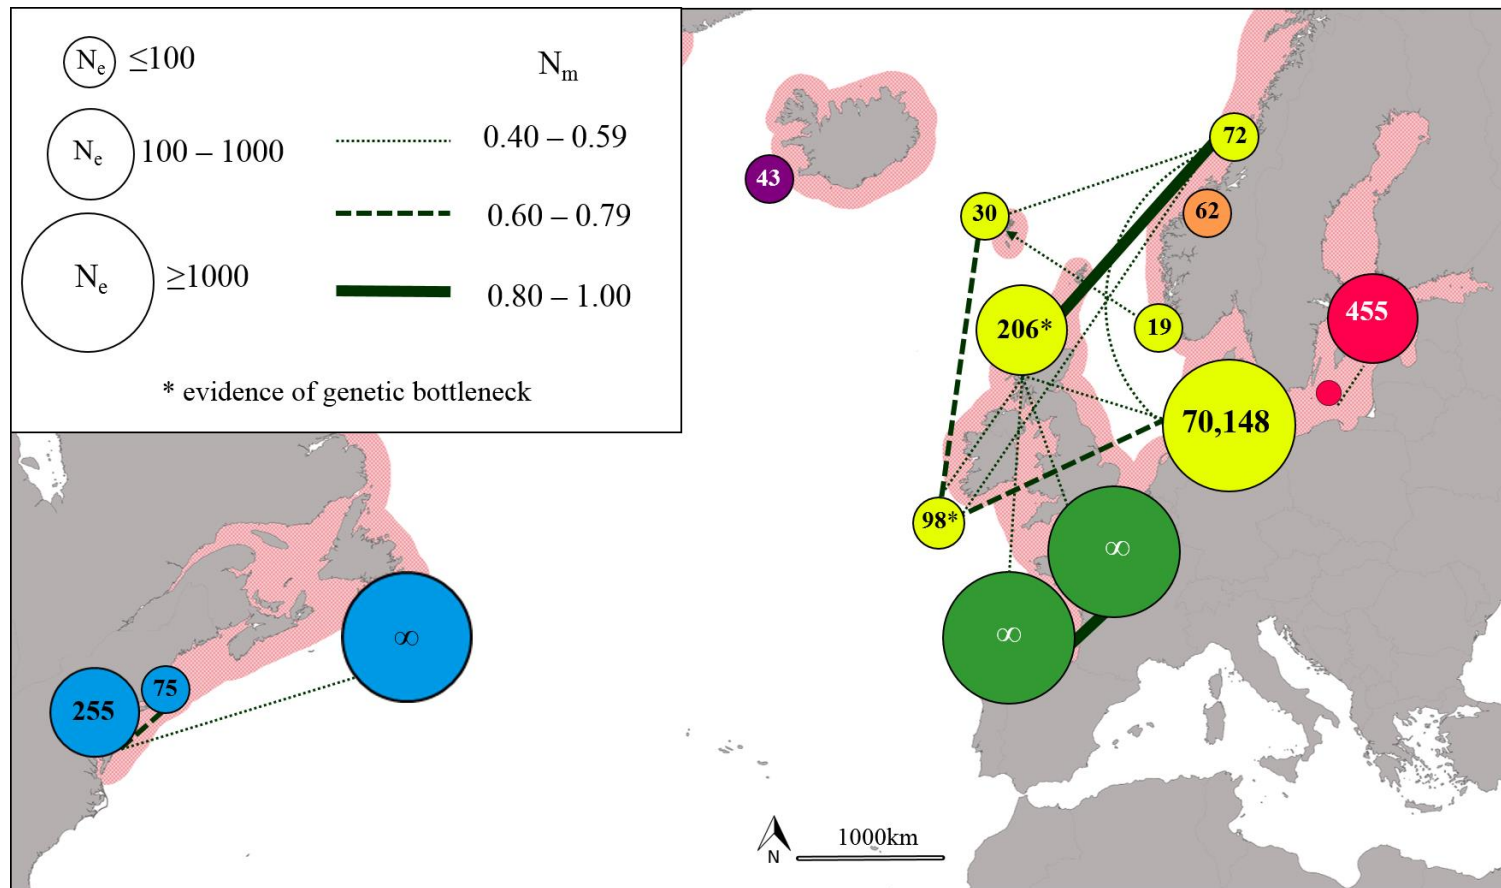 Nₑ ≤100
Nₘ
Nₑ 100 – 1000
0.40 – 0.59
0.60 – 0.79
Nₑ ≥1000
0.80 – 1.00
* evidence of genetic bottleneck
72
43
62
30
206*
19
455
70,148
98*
∞
∞
∞
75
255
1000km
N